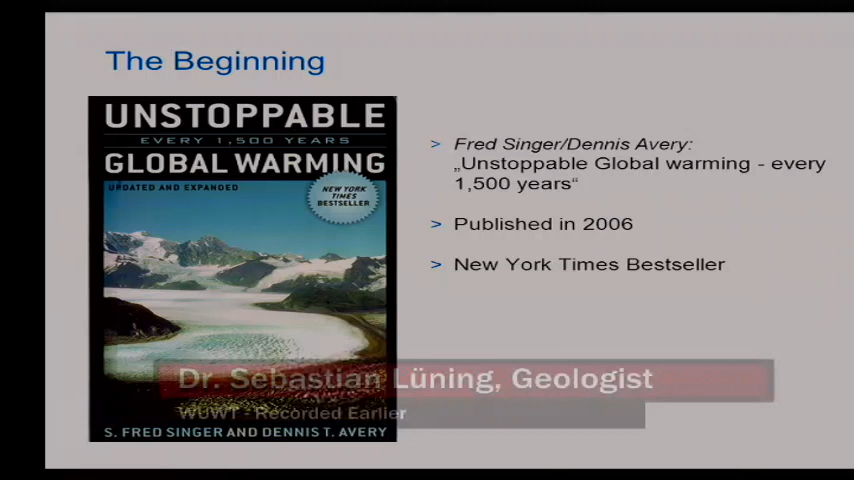 The Beginning
UNSTOPPABLE
EVERY 1,500 YEARS
GLOBAL WARMING
UPDATED AND EXPANDED
NEW YORK
TIMES
BESTSELLER
S. FRED SINGER AND DENNIS T. AVERY
> Fred Singer/Dennis Avery:
„Unstoppable Global warming - every
1,500 years“
> Published in 2006
> New York Times Bestseller
Dr. Sebastian Lüning, Geologist
WUWT - Recorded Earlier